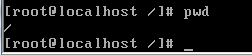 [root@localhost /]# pwd
/
[root@localhost /]# _